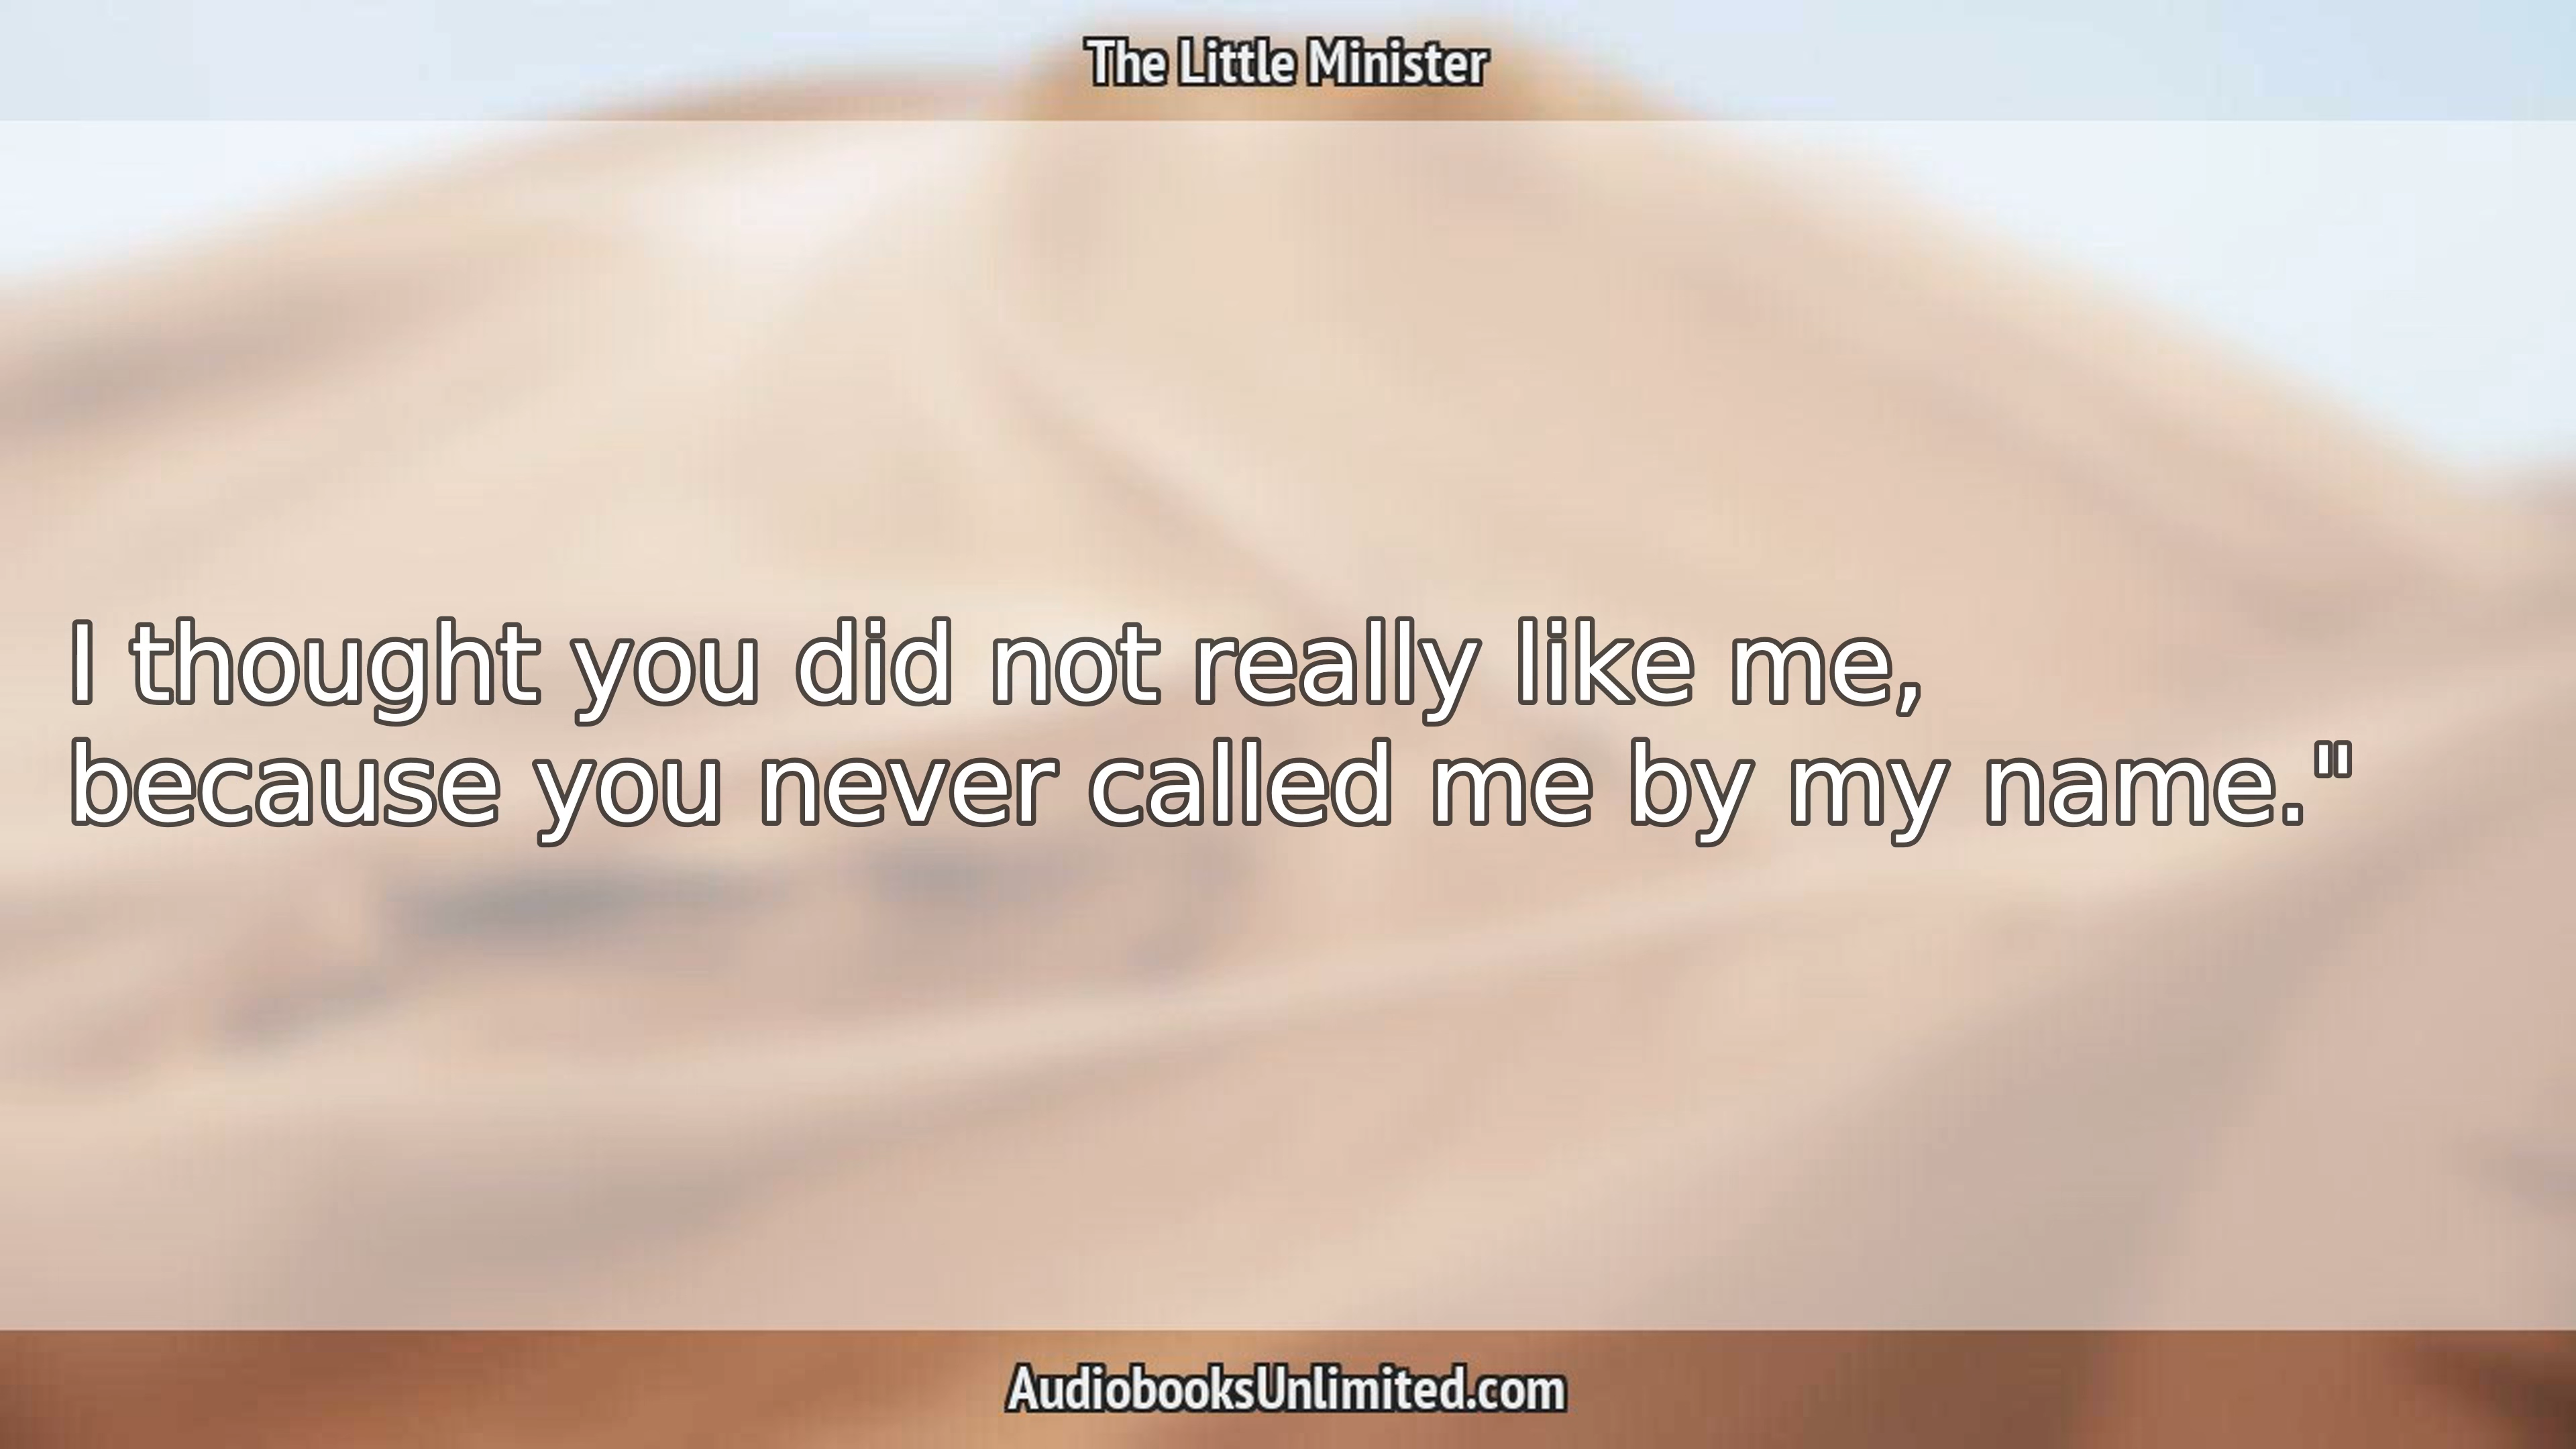 The Little Minister
I thought you did not really like me,
because you never called me by my name."
AudiobooksUnlimited.com